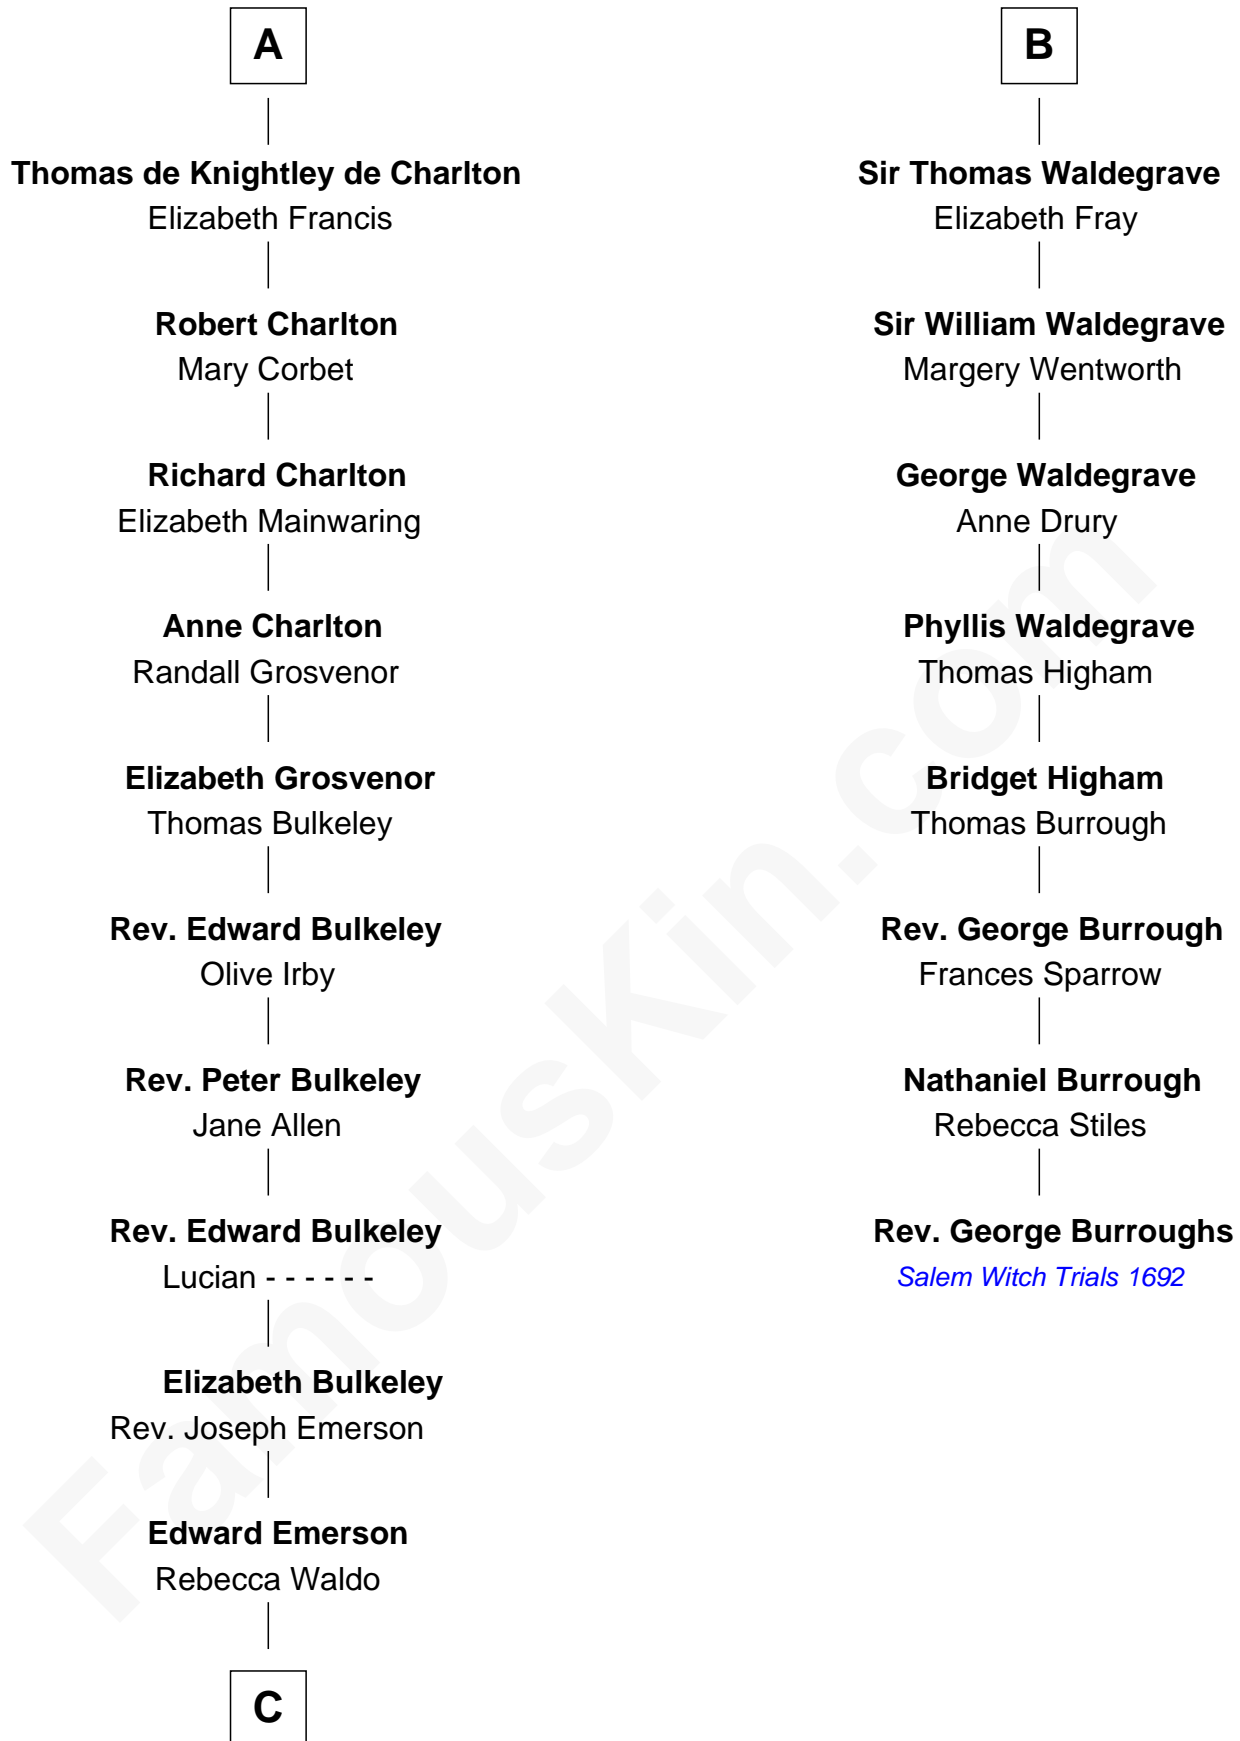 A
Thomas de Knightley de Charlton
Elizabeth Francis
Robert Charlton
Mary Corbet
Richard Charlton
Elizabeth Mainwaring
Anne Charlton
Randall Grosvenor
Elizabeth Grosvenor
Thomas Bulkeley
Rev. Edward Bulkeley
Olive Irby
Rev. Peter Bulkeley
Jane Allen
Rev. Edward Bulkeley
Lucian - - - - - -
Elizabeth Bulkeley
Rev. Joseph Emerson
Edward Emerson
Rebecca Waldo
C
B
Sir Thomas Waldegrave
Elizabeth Fray
Sir William Waldegrave
Margery Wentworth
George Waldegrave
Anne Drury
Phyllis Waldegrave
Thomas Higham
Bridget Higham
Thomas Burrough
Rev. George Burrough
Frances Sparrow
Nathaniel Burrough
Rebecca Stiles
Rev. George Burroughs
Salem Witch Trials 1692
FamousKin.com